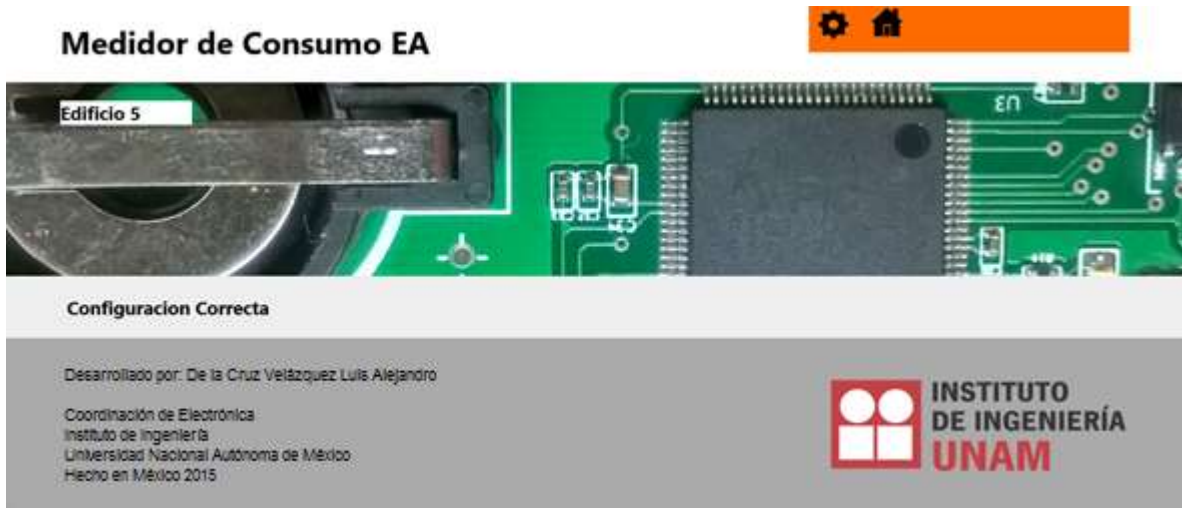 Medidor de Consumo EA
Edificio 5
U3
Configuracion Correcta
Desarrollado por: De la Cruz Velázquez Luis Alejandro
Coordinación de Electrónica
Instituto de Ingeniería
Universidad Nacional Autónoma de México
Hecho en México 2015
INSTITUTO
DE INGENIERÍA
UNAM